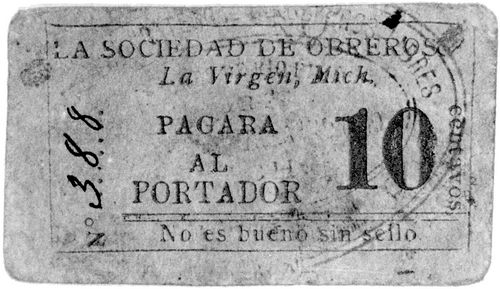 LA SOCIEDAD DE OBREROS
La Virgen, Mich.
PAGARA
AL
PORTADOR
10
CENTAVOS
No es bueno sin sello
Nº 388